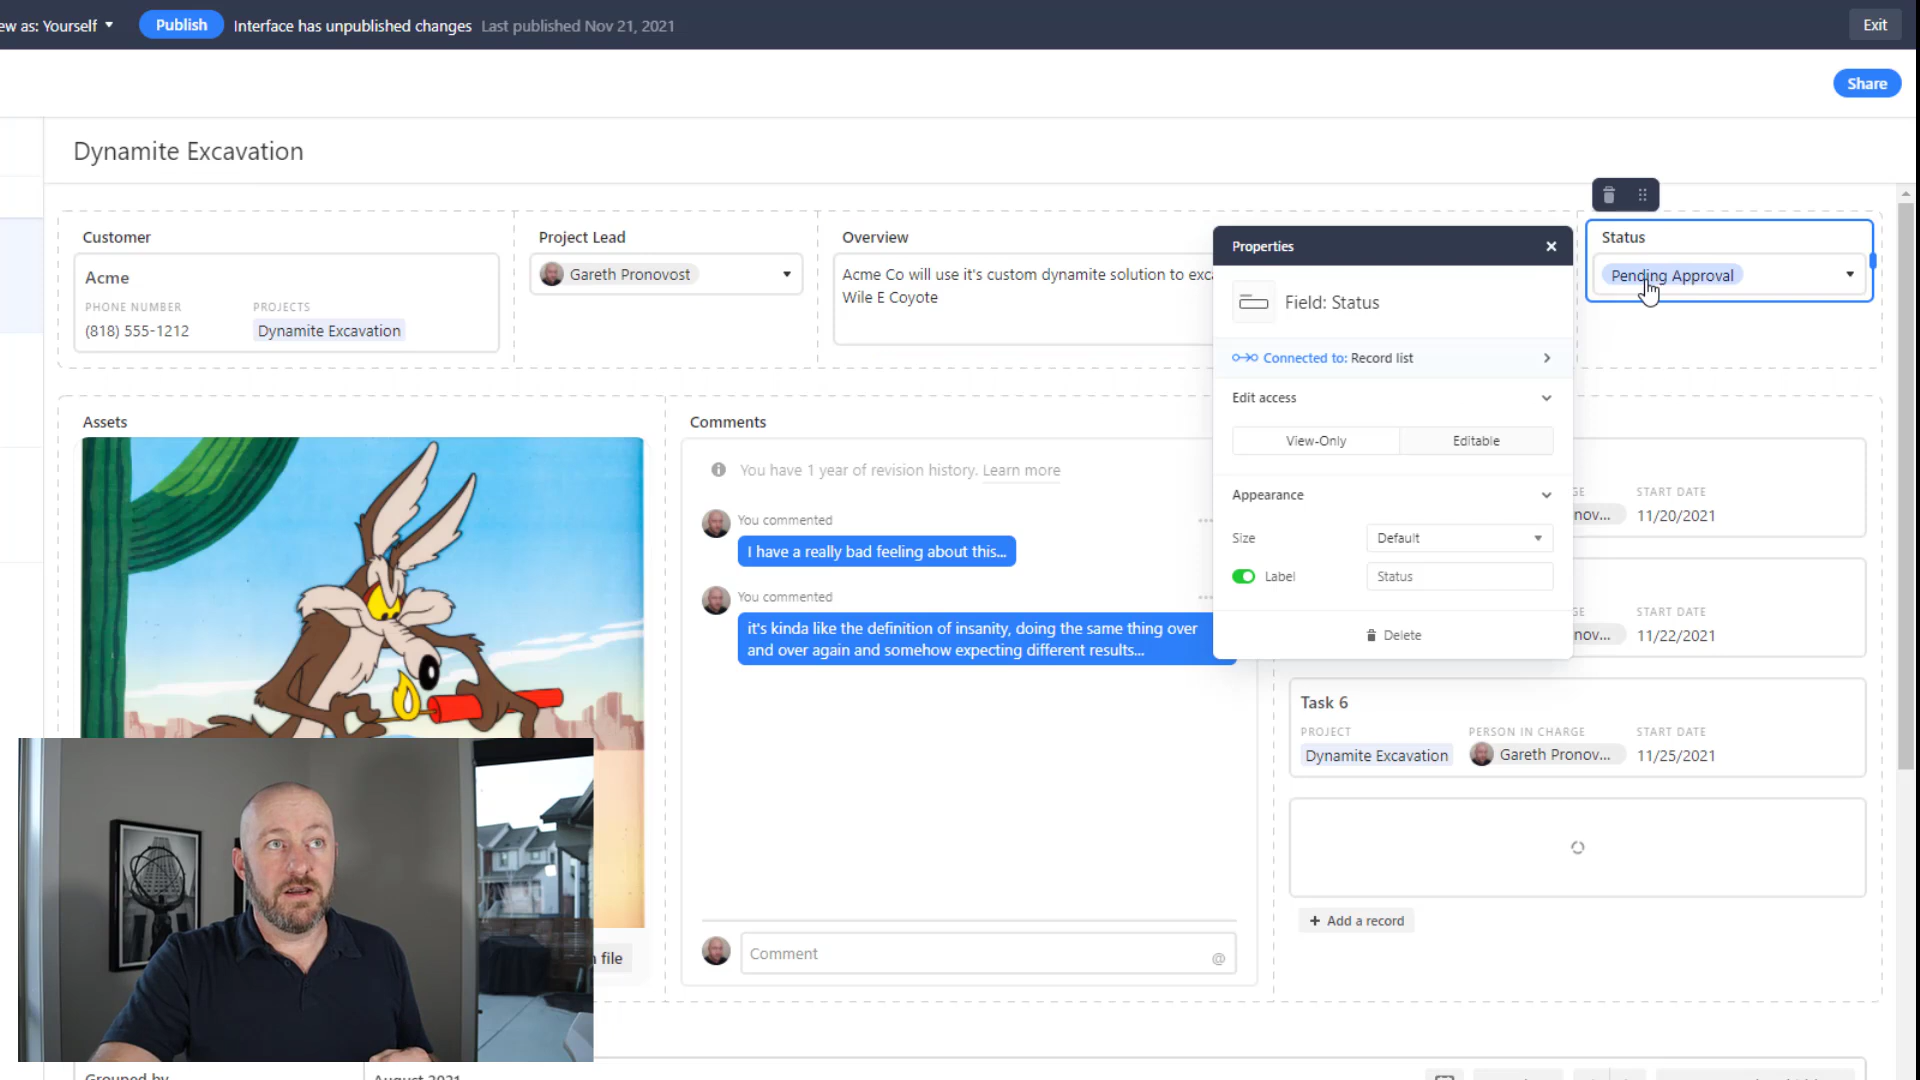 ew as: Yourself
Publish
Interface has unpublished changes
Last published Nov 21, 2021
Exit
Share
Dynamite Excavation
Customer
Acme
PHONE NUMBER
PROJECTS
(818) 555-1212
Dynamite Excavation
Project Lead
Gareth Pronovost
Overview
Acme Co will use it's custom dynamite solution to exca
Wile E Coyote
Properties
Field: Status
Connected to: Record list
Edit access
View-Only
Editable
Appearance
Size
Default
Label
Status
Delete
Status
Pending Approval
Assets
n file
Comments
You have 1 year of revision history. Learn more
You commented
I have a really bad feeling about this...
You commented
it's kinda like the definition of insanity, doing the same thing over
and over again and somehow expecting different results...
Comment
@
GE
START DATE
nov...
11/20/2021
GE
START DATE
nov...
11/22/2021
Task 6
PROJECT
PERSON IN CHARGE
START DATE
Dynamite Excavation
Gareth Pronov...
11/25/2021
+ Add a record
Grouped by
August 2021